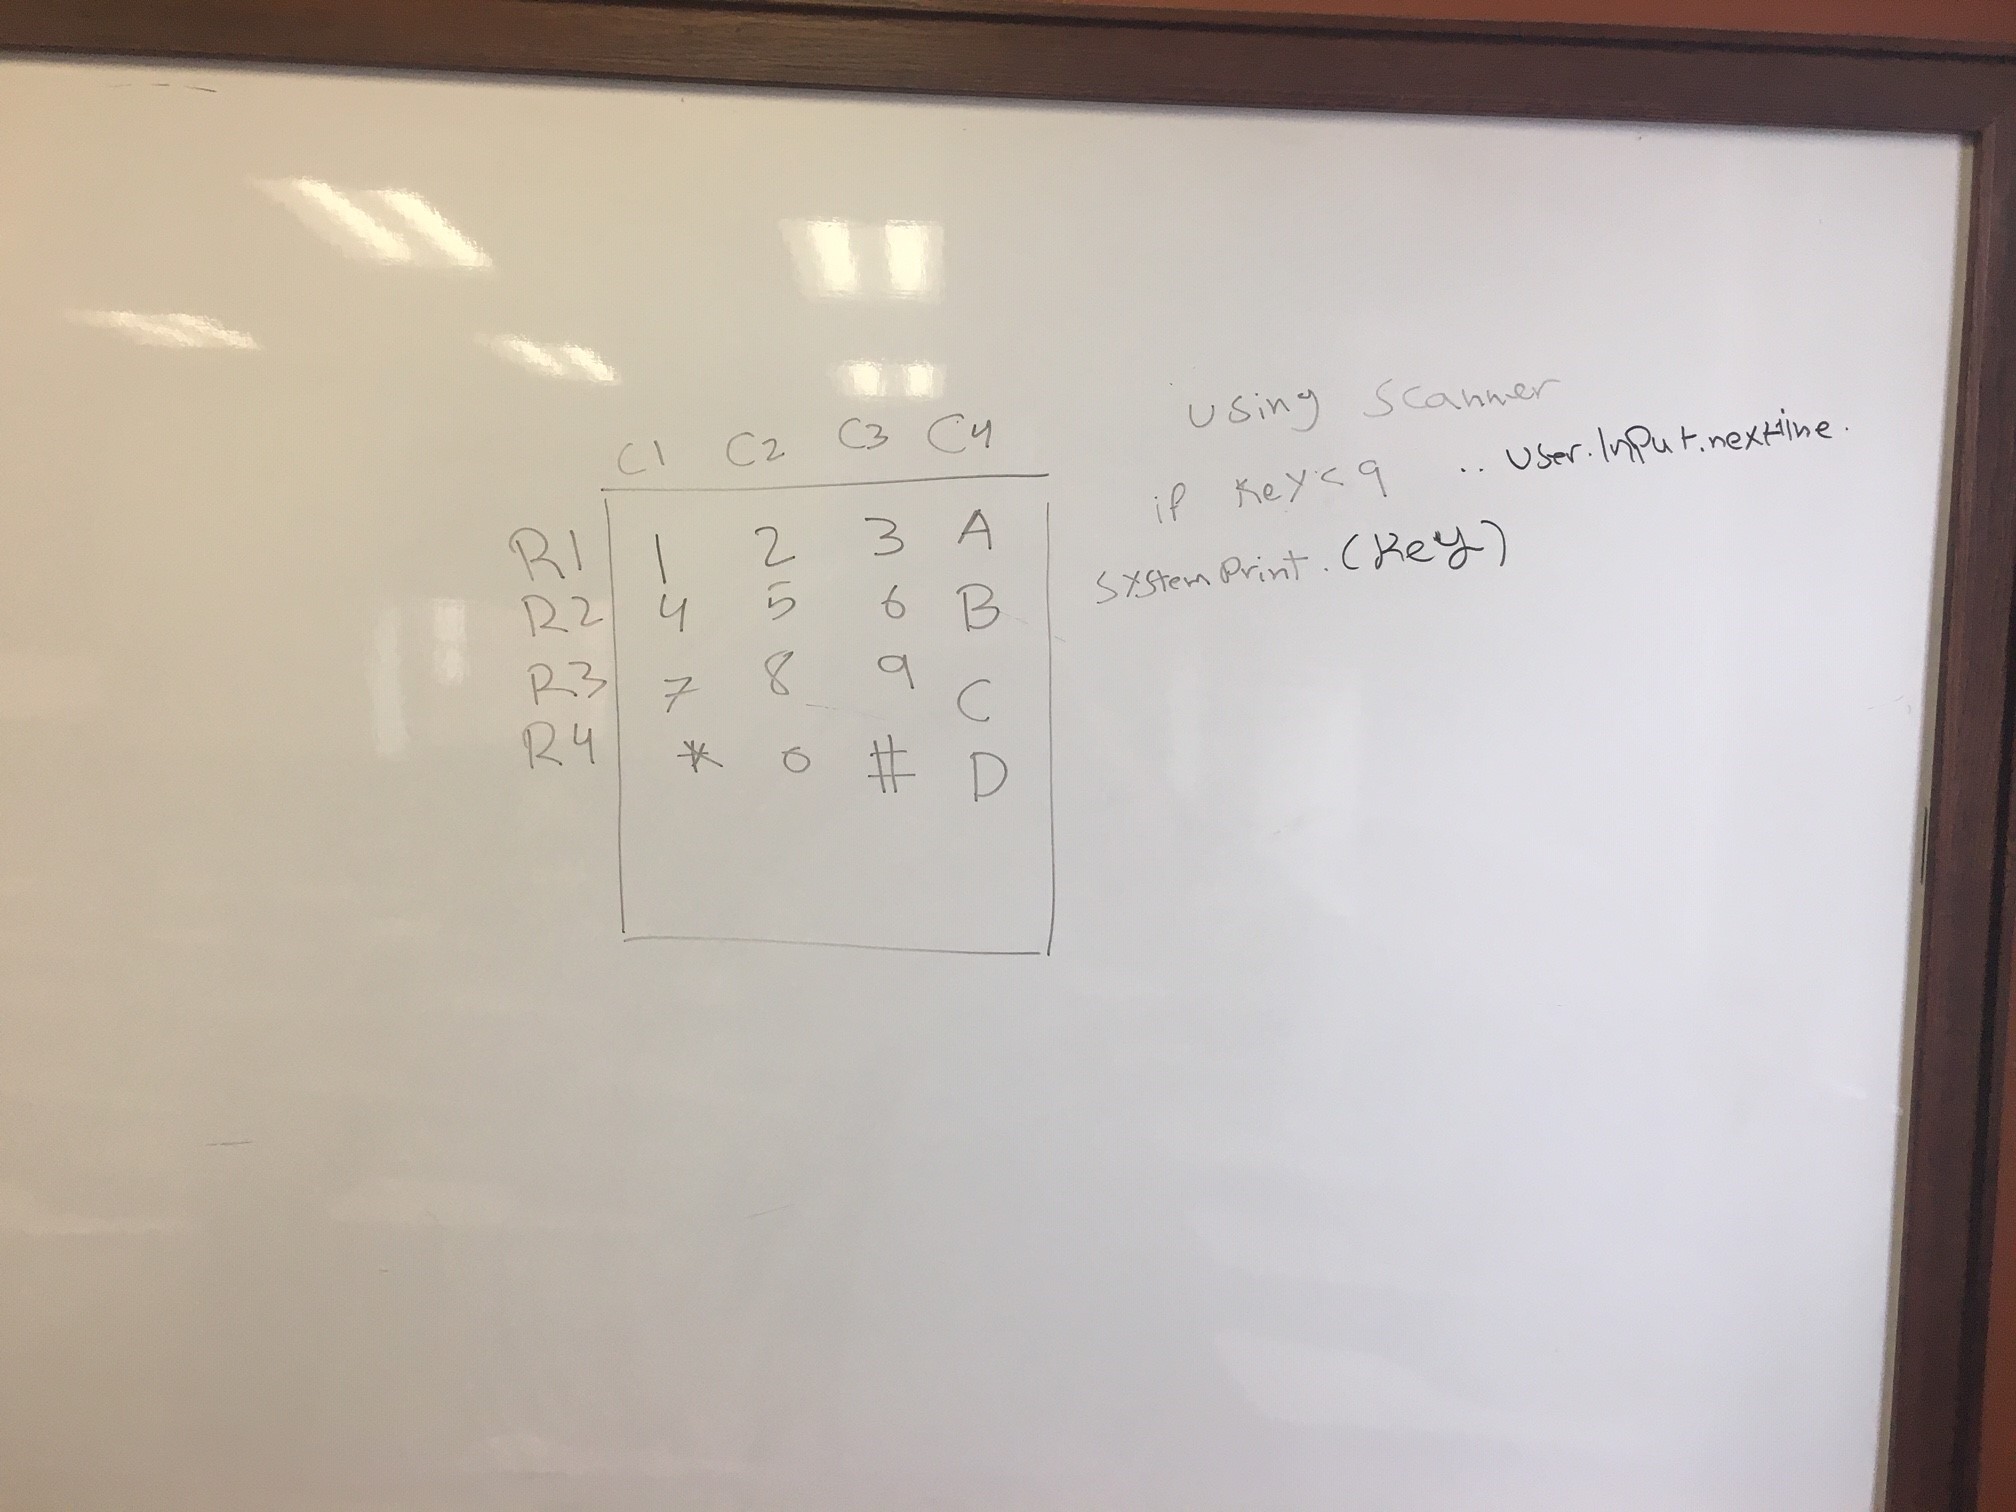 C1 C2 C3 C4
R1 1 2 3 A
R2 4 5 6 B
R3 7 8 9 C
R4 * 0 # D
using Scanner
if key<9 .. User.InPut.nextline.
system Print. (Key)